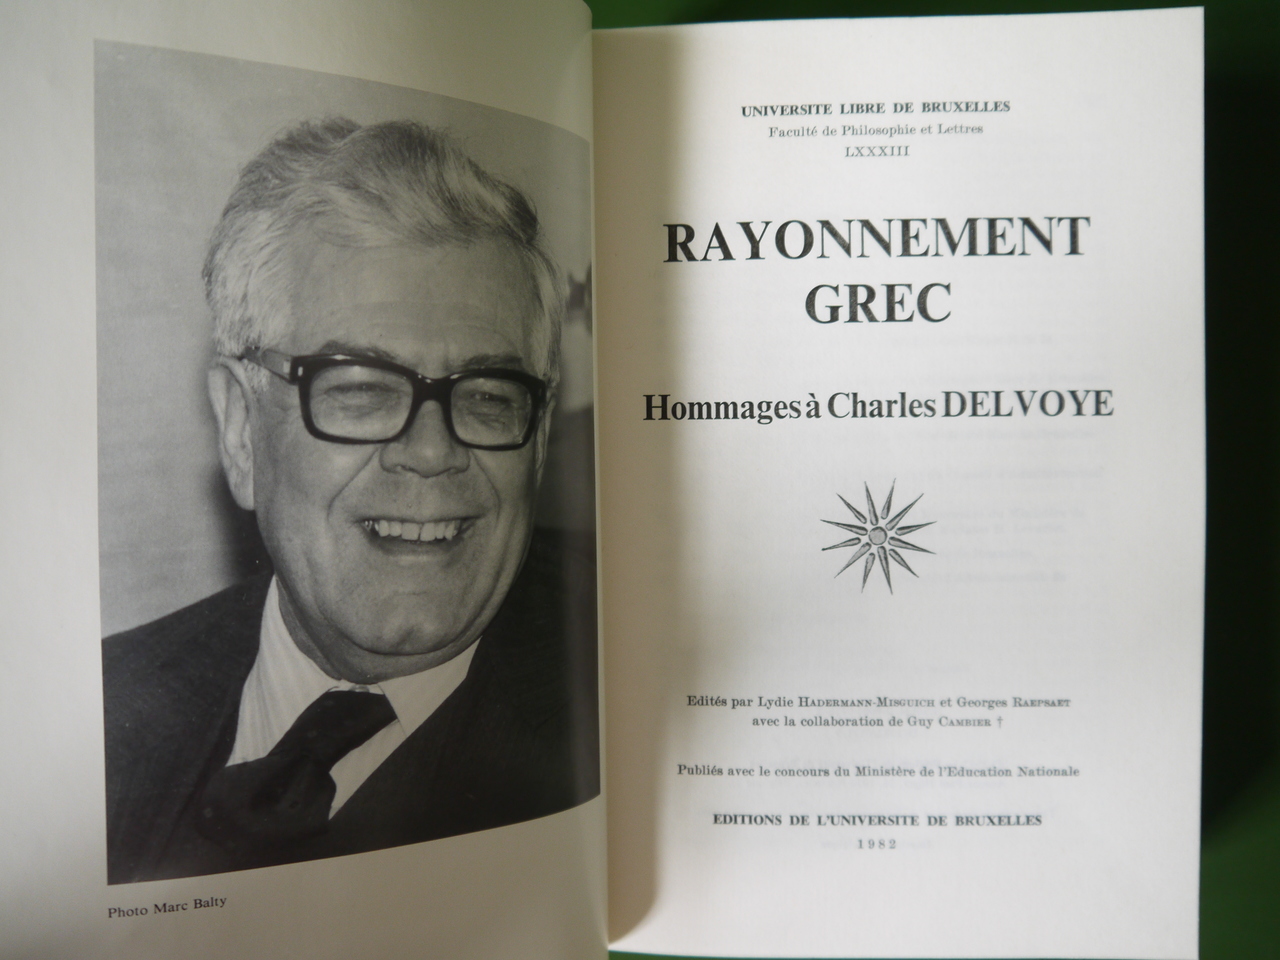 Photo Marc Balty
UNIVERSITE LIBRE DE BRUXELLES
Faculté de Philosophie et Lettres
LXXXIII
RAYONNEMENT
GREC
Hommages à Charles DELVOYE
Edités par Lydie HADERMANN-MISGUICH et Georges RAEPSAET
avec la collaboration de Guy CAMBIER †
Publiés avec le concours du Ministère de l'Education Nationale
EDITIONS DE L'UNIVERSITE DE BRUXELLES
1982